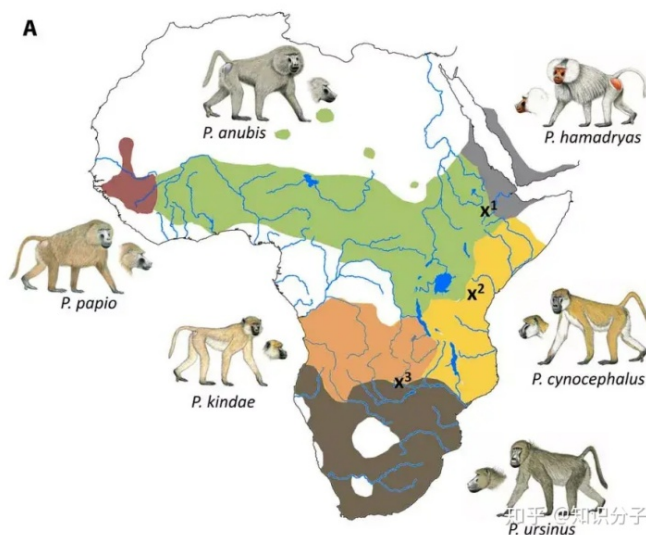 A
P. anubis
P. hamadryas
X1
P. papio
X2
P. kindae
P. cynocephalus
X3
P. ursinus
知乎 @知识分子